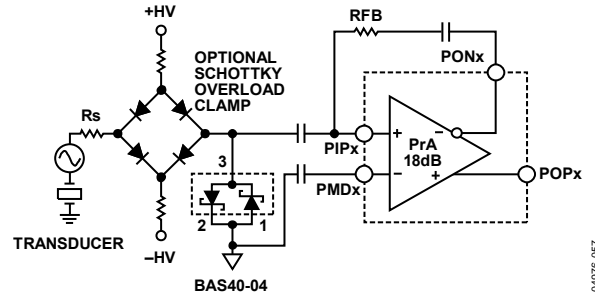 +HV
RFB
PONx
OPTIONAL
SCHOTTKY
OVERLOAD
CLAMP
Rs
3
+
–
PIPx
PrA
18dB
PMDx
–
+
POPx
2
1
TRANSDUCER
–HV
BAS40-04
04976-057